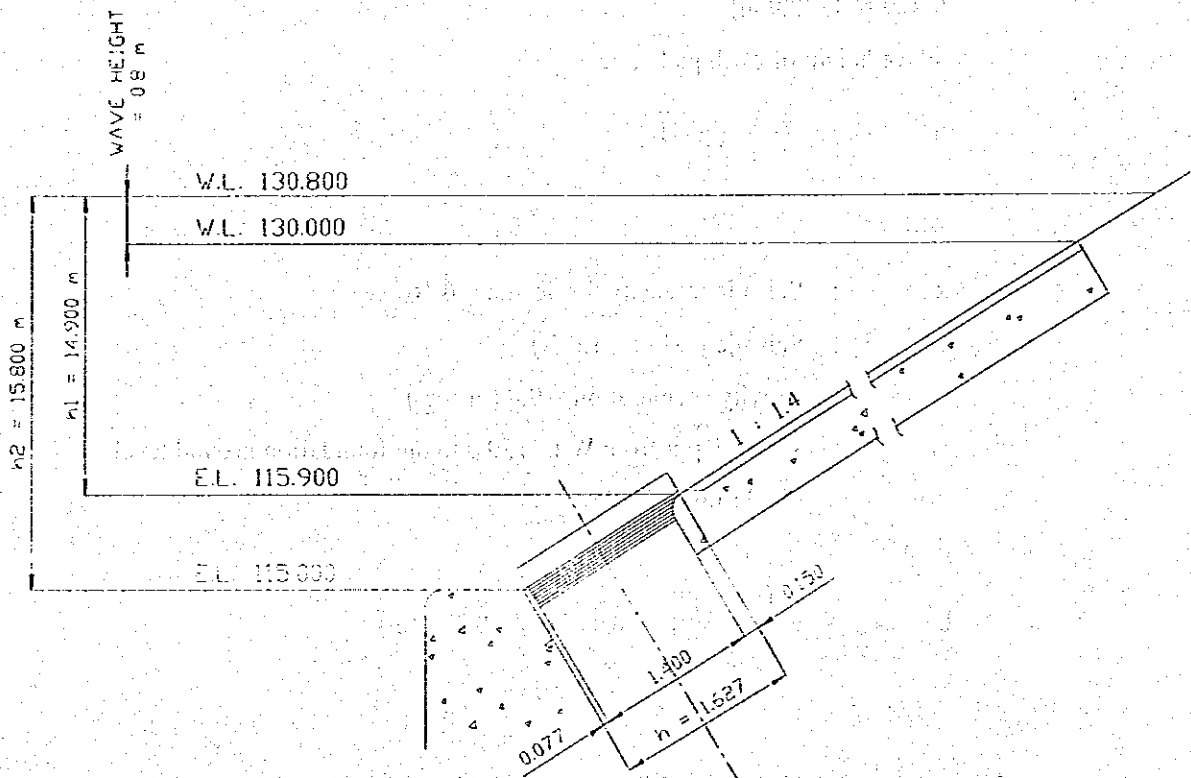 WAVE HEIGHT
= 0.8 m
W.L. 130.800
W.L. 130.000
h2 = 15.800 m
h1 = 14.900 m
1 : 1.4
E.L. 115.900
E.L. 115.000
0.150
1.400
h = 1.627
0.077